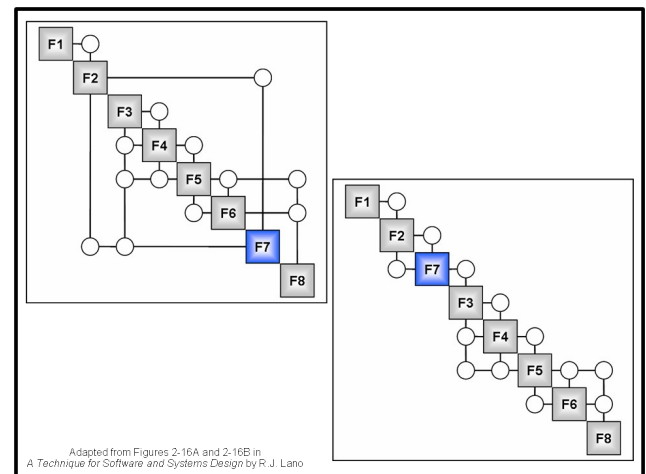 F1
F2
F3
F4
F5
F6
F7
F8
F1
F2
F7
F3
F4
F5
F6
F8
Adapted from Figures 2-16A and 2-16B in
A Technique for Software and Systems Design by R.J. Lano